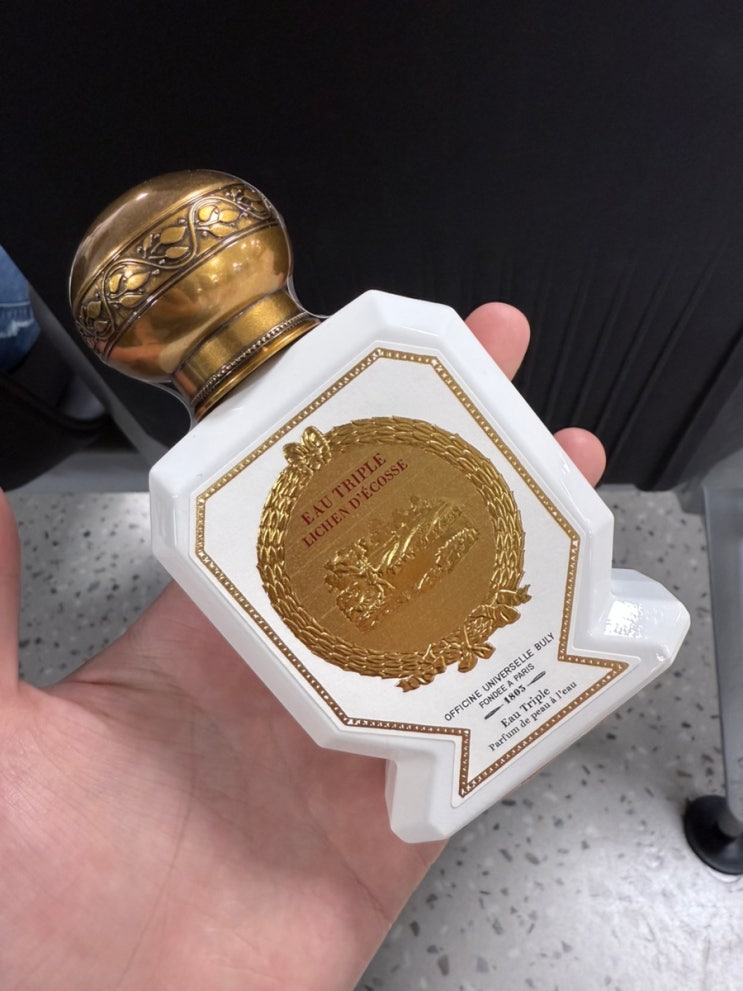 EAU TRIPLE
LICHEN D'ÉCOSSE
OFFICINE UNIVERSELLE BULY
FONDÉE A PARIS
1803
Eau Triple
Parfum de peau à l'eau